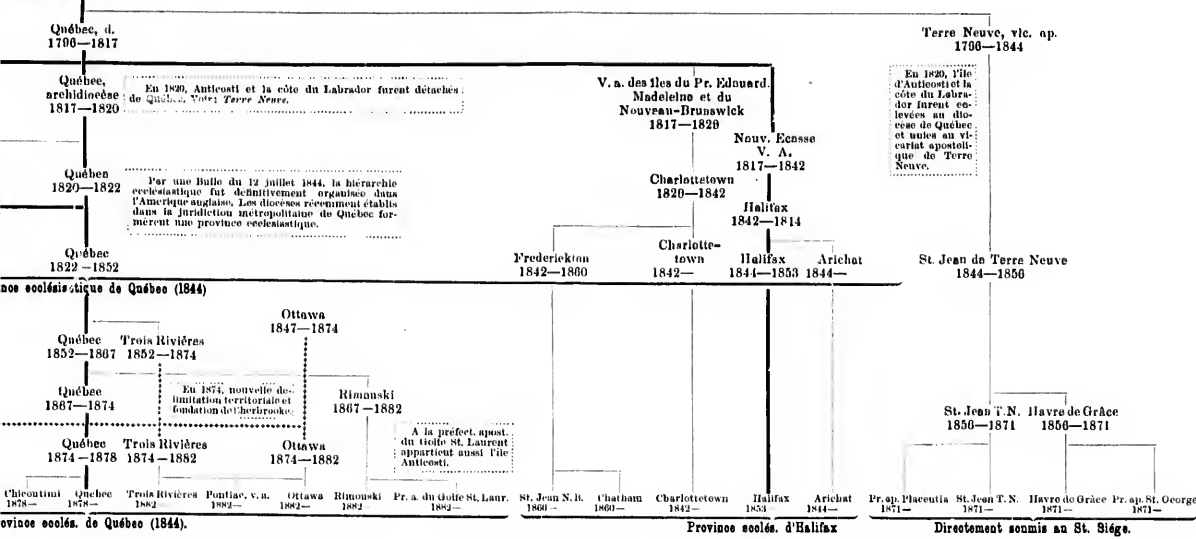 Québec, d.
1796—1817
Terre Neuve, vic. ap.
1796—1844
Québec,
archidiocèse
1817—1820
En 1820, Anticosti et la côte du Labrador furent détachés
de Québec. Voir: Terre Neuve.
V. a. des îles du Pr. Edouard.
Madeleine et du
Nouveau-Brunswick
1817—1829
Nouv. Ecosse
V. A.
1817—1842
En 1820, l'île
d'Anticosti et la
côte du Labra-
dor furent en-
levées au dio-
cèse de Québec
et unies au vi-
cariat apostoli-
que de Terre
Neuve.
Québec
1820—1822
Par une Bulle du 12 juillet 1844, la hiérarchie
ecclésiastique fut définitivement organisée dans
l'Amerique anglaise. Les diocèses récemment établis
dans la juridiction métropolitaine de Québec for-
mèrent une province ecclesiastique.
Charlottetown
1820—1842
Halifax
1842—1814
Québec
1822—1852
Frederickton
1842—1860
Charlotte-
town
1842—
Halifax
1844—1853
Arichat
1844—
St. Jean de Terre Neuve
1844—1856
nce ecclésiastique de Québec (1844)
Ottowa
1847—1874
Québec
1852—1867
Trois Rivières
1852—1874
Québec
1867—1874
En 1874, nouvelle dé-
limitation territoriale et
fondation de Cherbrooke.
Rimouski
1867—1882
St. Jean T. N.
1856—1871
Havre de Grâce
1856—1871
Québec
1874—1878
Trois Rivières
1874—1882
Ottawa
1874—1882
A la préfect. apost.
du Golfe St. Laurent
appartient aussi l'île
Anticosti.
Chicoutimi
1878—
Quebec
1878—
Trois Rivières
1882
Pontiac, v. a.
1882—
Ottawa
1882—
Rimouski
1882—
Pr. a. du Golfe St. Laur.
1882—
St. Jean N. B.
1860—
Chatham
1860—
Charlottetown
1842—
Halifax
1853—
Arichat
1844—
Pr. ap. Placentia
1871—
St. Jean T. N.
1871—
Havre de Grâce
1871—
Pr. ap. St. George
1871—
ovince ecclés. de Québec (1844).
Province ecclés. d'Halifax
Directement soumis au St. Siége.